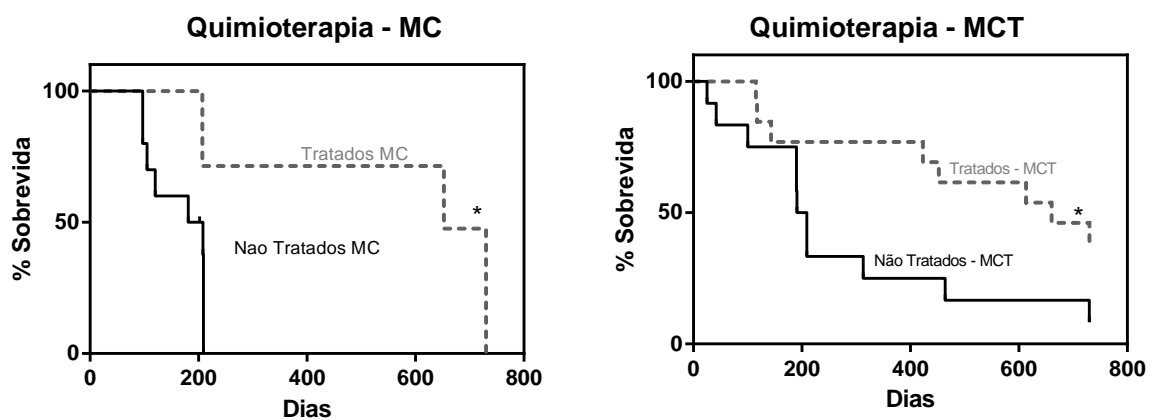 Quimioterapia - MC
% Sobrevida
100
50
0
Tratados MC
*
Nao Tratados MC
0 200 400 600 800
Dias
Quimioterapia - MCT
% Sobrevida
100
50
0
Tratados - MCT
*
Não Tratados - MCT
0 200 400 600 800
Dias